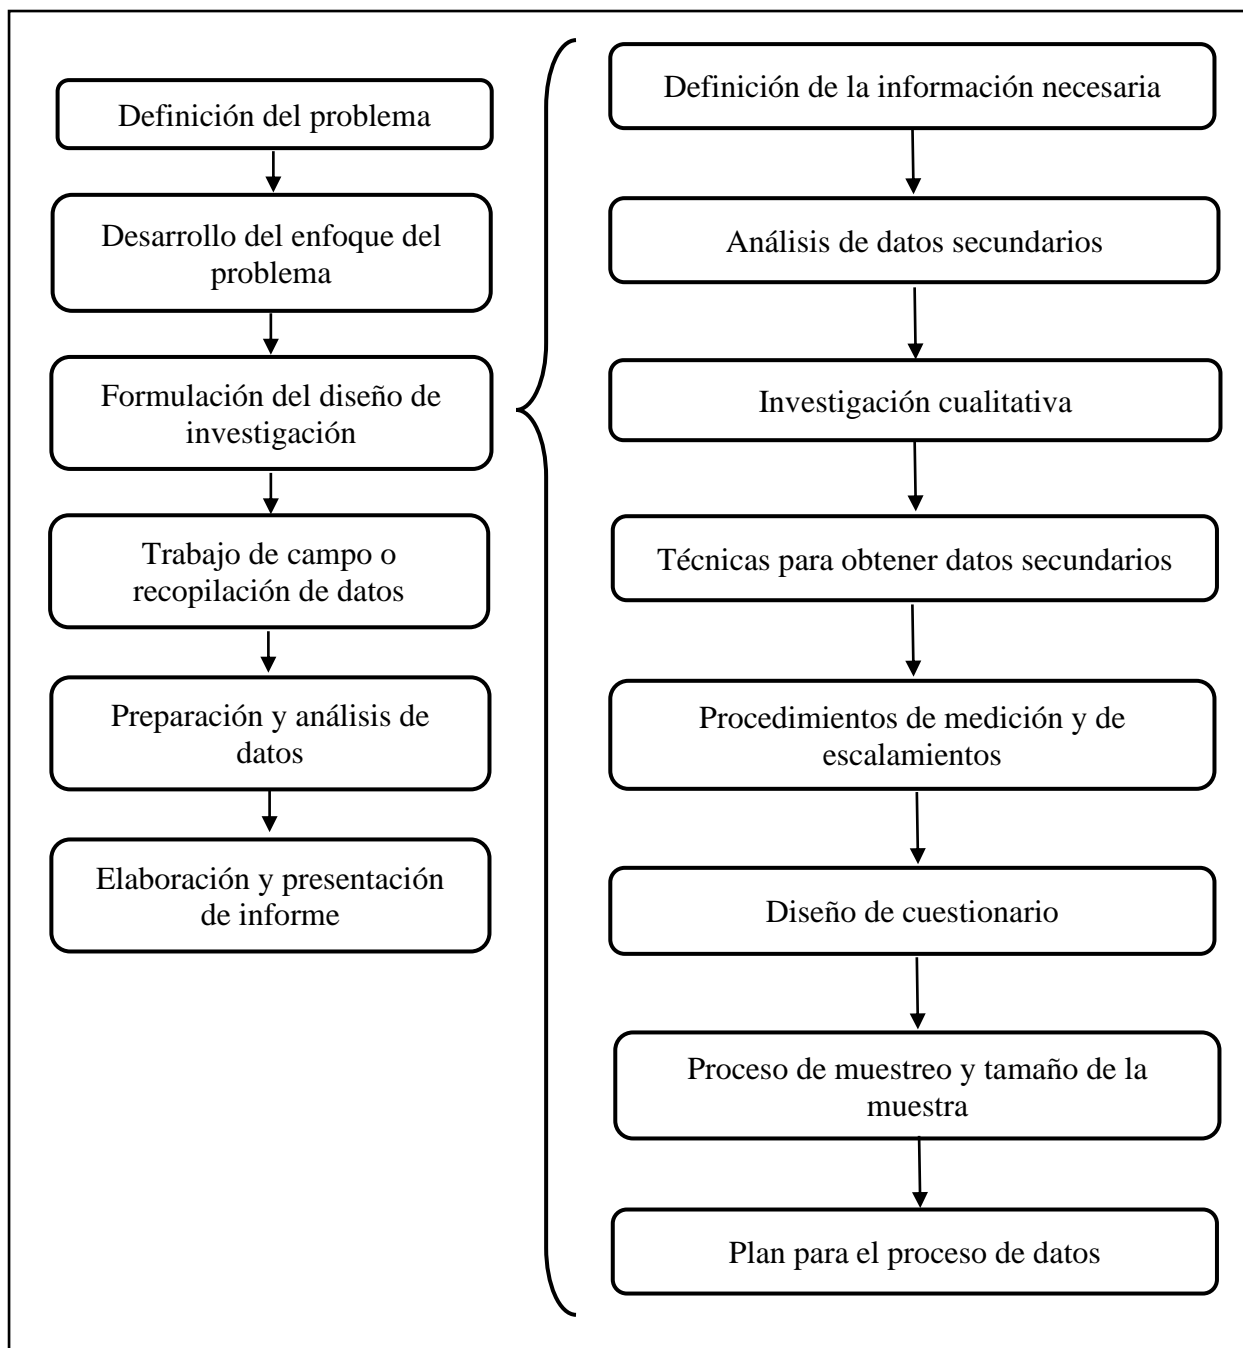 Definición del problema
Desarrollo del enfoque del
problema
Formulación del diseño de
investigación
Trabajo de campo o
recopilación de datos
Preparación y análisis de
datos
Elaboración y presentación
de informe
Definición de la información necesaria
Análisis de datos secundarios
Investigación cualitativa
Técnicas para obtener datos secundarios
Procedimientos de medición y de
escalamientos
Diseño de cuestionario
Proceso de muestreo y tamaño de la
muestra
Plan para el proceso de datos